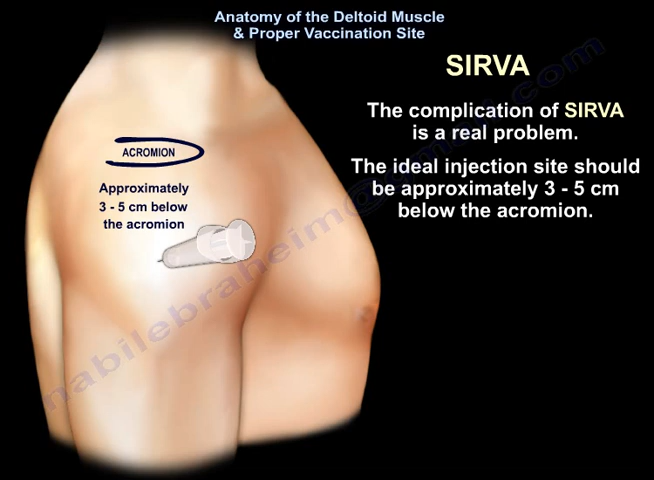 Anatomy of the Deltoid Muscle
& Proper Vaccination Site
SIRVA
The complication of SIRVA
is a real problem.
The ideal injection site should
be approximately 3 - 5 cm
below the acromion.
ACROMION
Approximately
3 - 5 cm below
the acromion